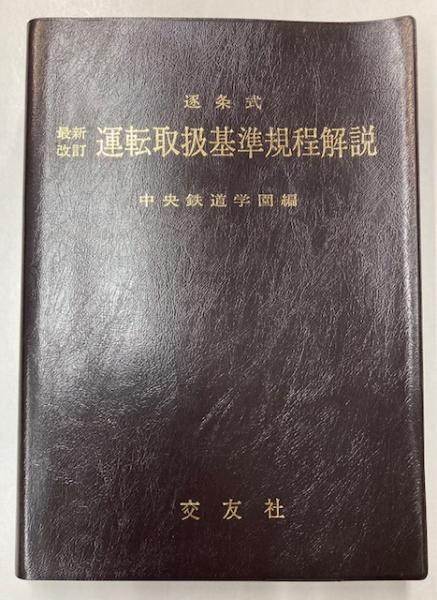 逐条式
最新
改訂
運転取扱基準規程解説
中央鉄道学園編
交友社